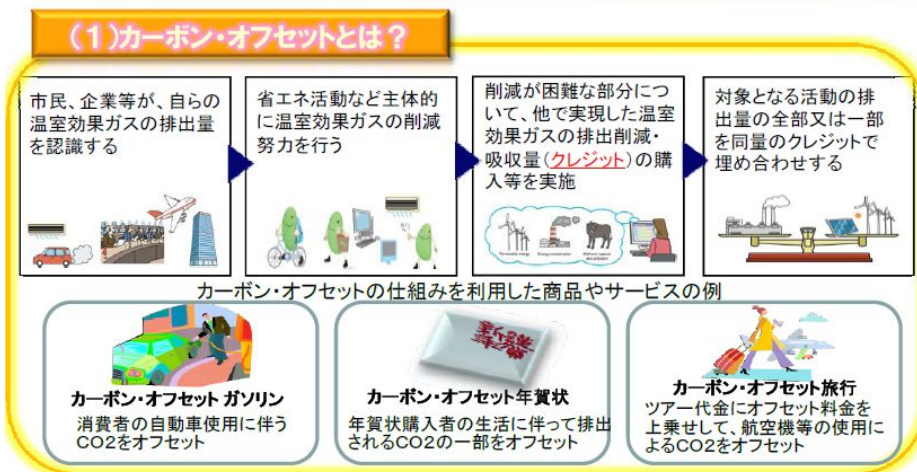 (1)カーボン・オフセットとは？
市民、企業等が、自らの
温室効果ガスの排出量
を認識する
省エネ活動など主体的
に温室効果ガスの削減
努力を行う
削減が困難な部分につ
いて、他で実現した温室
効果ガスの排出削減・
吸収量(クレジット)の購
入等を実施
Renewable energy
Energy conservation
対象となる活動の排
出量の全部又は一部
を同量のクレジットで
埋め合わせする
カーボン・オフセットの仕組みを利用した商品やサービスの例
カーボン・オフセット ガソリン
消費者の自動車使用に伴う
CO2をオフセット
カーボン・オフセット年賀状
年賀状購入者の生活に伴って排出
されるCO2の一部をオフセット
カーボン・オフセット旅行
ツアー代金にオフセット料金を
上乗せして、航空機等の使用に
よるCO2をオフセット